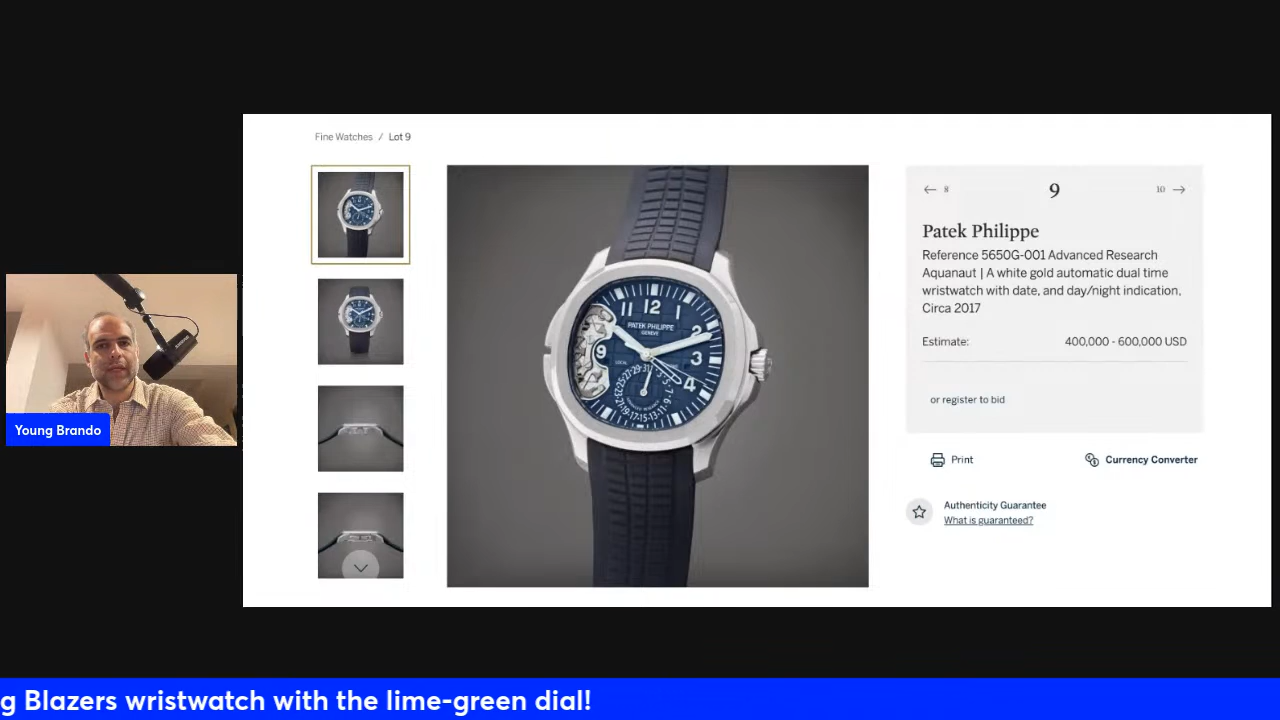 Fine Watches / Lot 9
12
11
1
PATEK PHILIPPE
GENEVE
2
3
9
LOCAL
4
← 8
9
10 →
Patek Philippe
Reference 5650G-001 Advanced Research
Aquanaut | A white gold automatic dual time
wristwatch with date, and day/night indication,
Circa 2017
Estimate: 400,000 - 600,000 USD
or register to bid
Print
Currency Converter
Authenticity Guarantee
What is guaranteed?
Young Brando
g Blazers wristwatch with the lime-green dial!